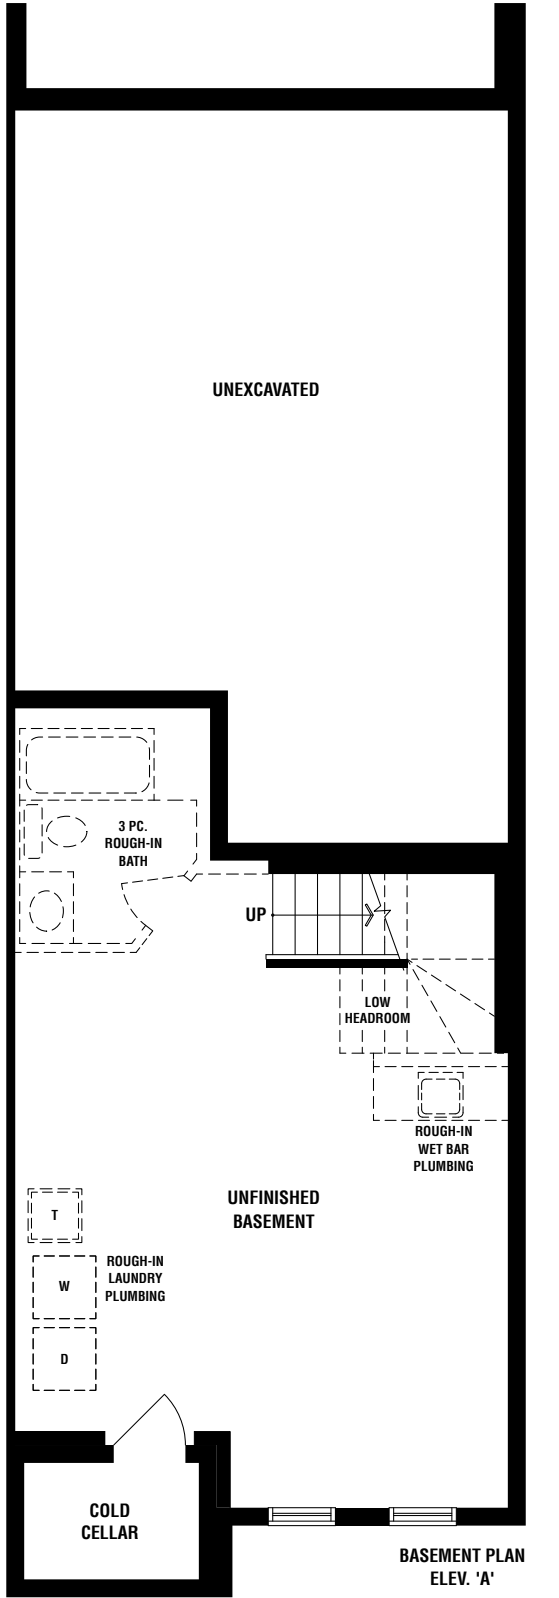 UNEXCAVATED
3 PC.
ROUGH-IN
BATH
UP
LOW
HEADROOM
ROUGH-IN
WET BAR
PLUMBING
UNFINISHED
BASEMENT
T
W
ROUGH-IN
LAUNDRY
PLUMBING
D
COLD
CELLAR
BASEMENT PLAN
ELEV. 'A'